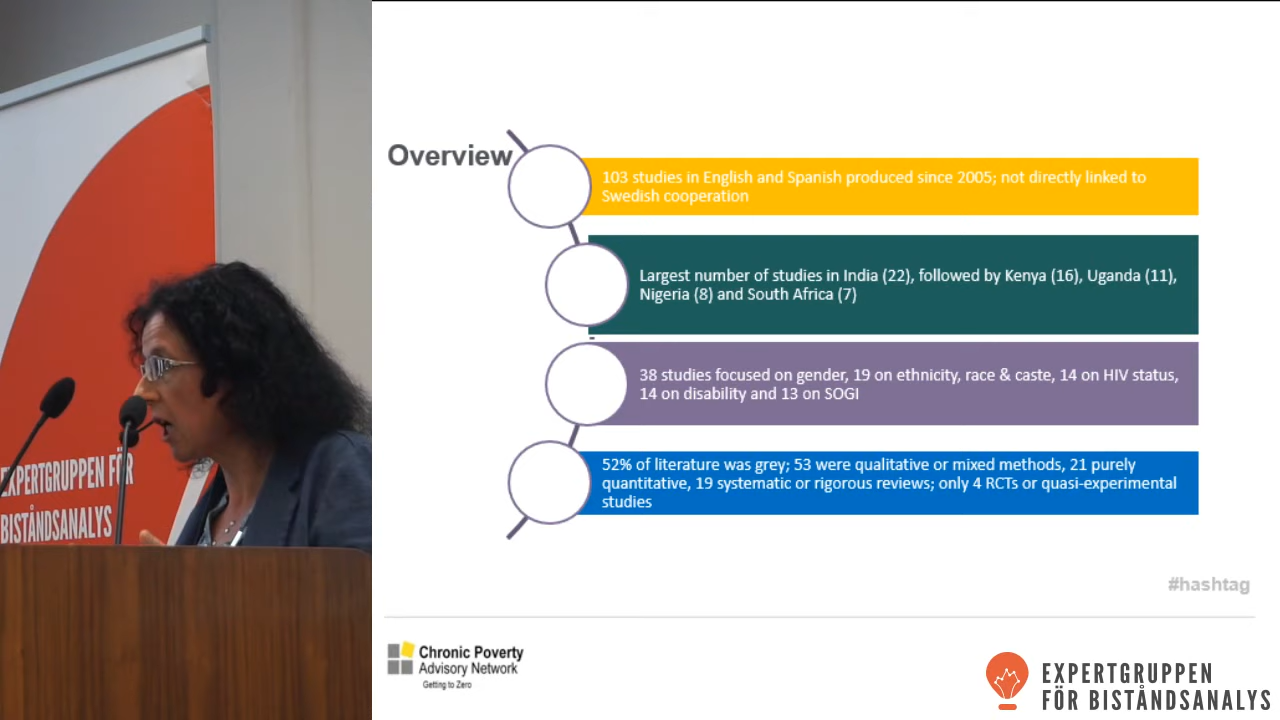 EXPERTGRUPPEN FÖR
BISTÅNDSANALYS
Overview
103 studies in English and Spanish produced since 2005; not directly linked to
Swedish cooperation
Largest number of studies in India (22), followed by Kenya (16), Uganda (11),
Nigeria (8) and South Africa (7)
38 studies focused on gender, 19 on ethnicity, race & caste, 14 on HIV status,
14 on disability and 13 on SOGI
52% of literature was grey; 53 were qualitative or mixed methods, 21 purely
quantitative, 19 systematic or rigorous reviews; only 4 RCTs or quasi-experimental
studies
#hashtag
Chronic Poverty
Advisory Network
Getting to Zero
EXPERTGRUPPEN
FÖR BISTÅNDSANALYS